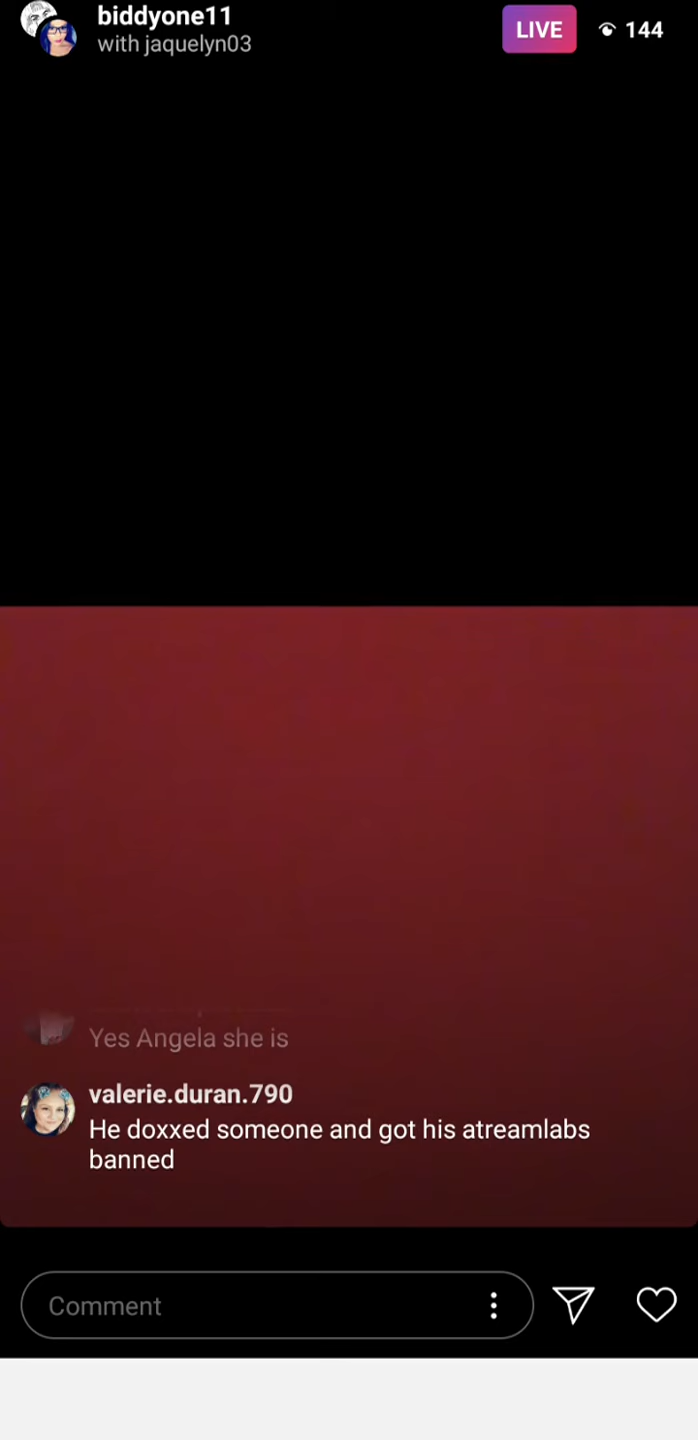 biddyone11
with jaquelyn03
LIVE
144
Yes Angela she is
valerie.duran.790
He doxxed someone and got his atreamlabs
banned
Comment